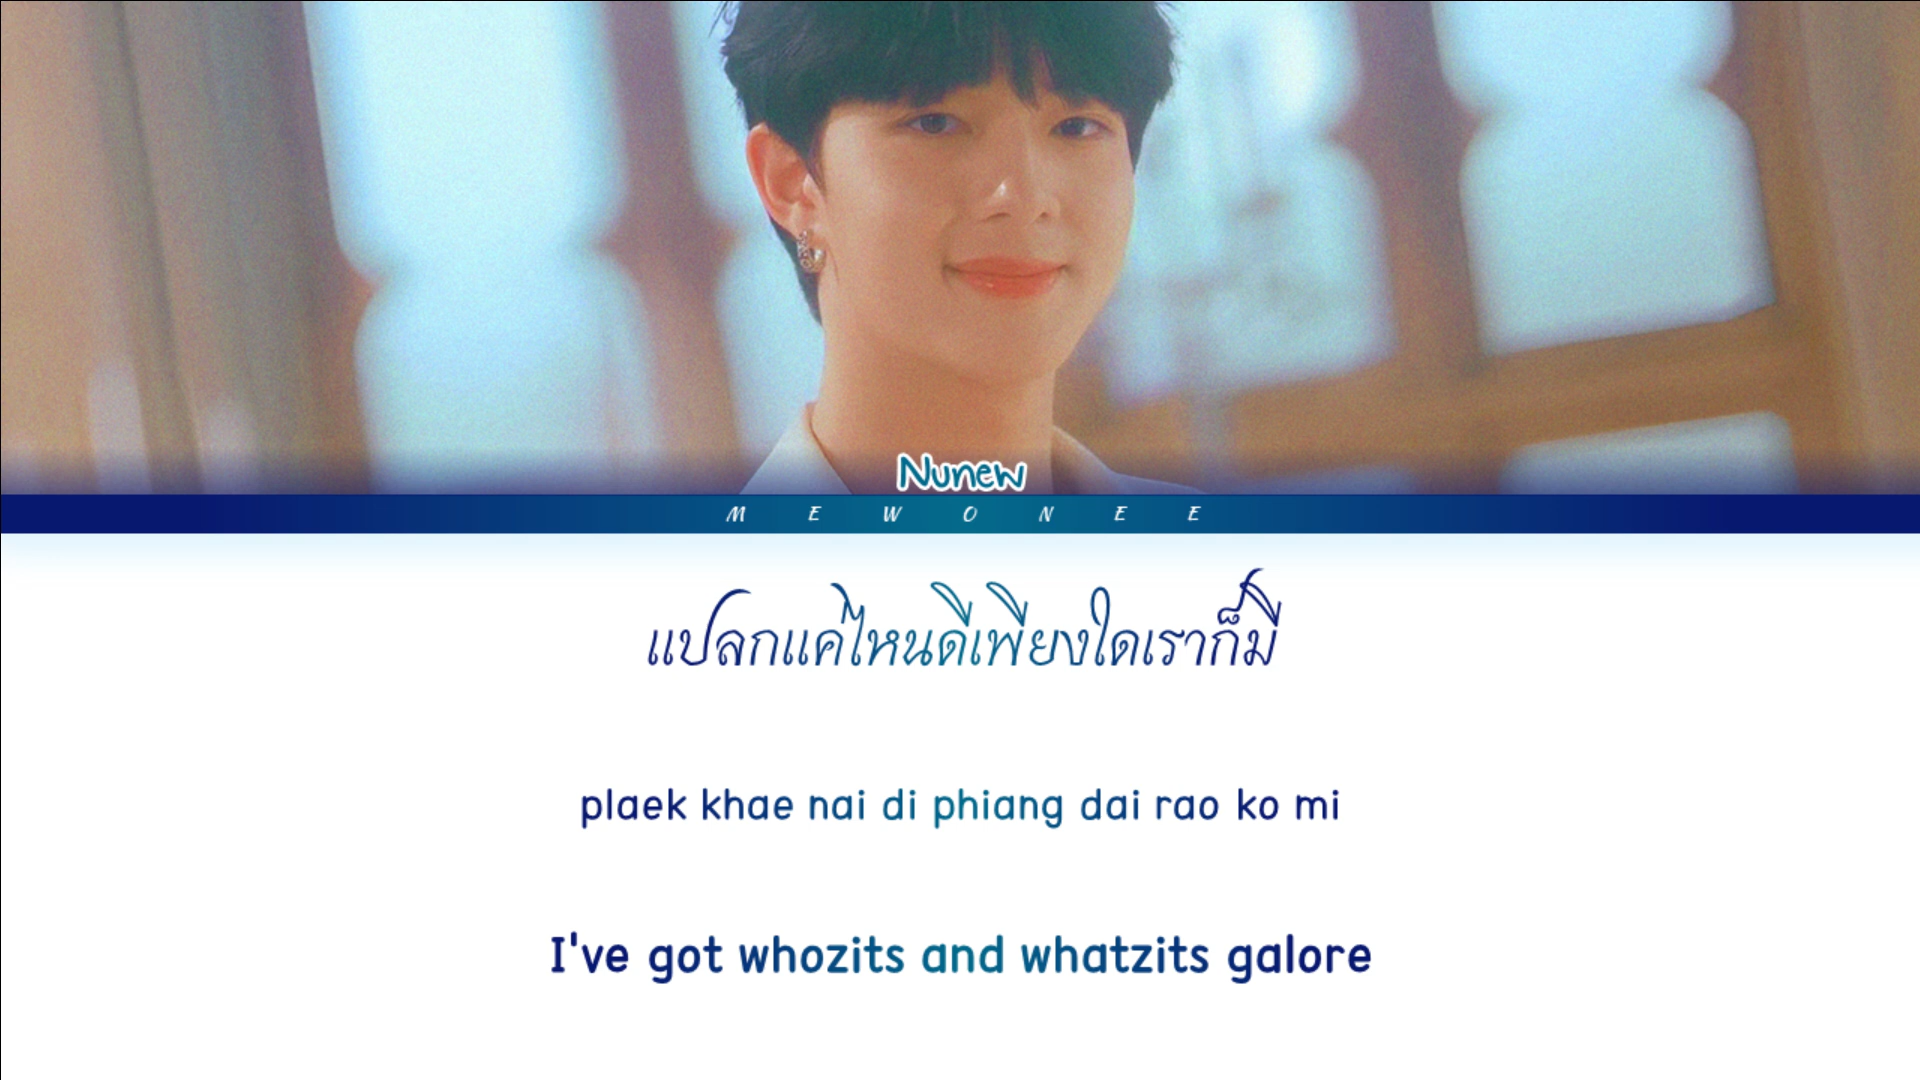 Nunew
MEWONEE
แปลกแค่ไหนดีเพียงใดเราก็มี
plaek khae nai di phiang dai rao ko mi
I've got whozits and whatzits galore